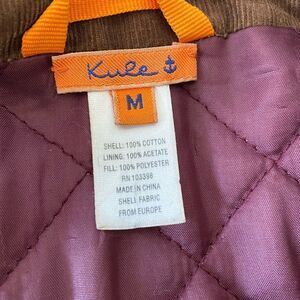 Kule
M
SHELL: 100% COTTON
LINING: 100% ACETATE
FILL: 100% POLYESTER
RN 103398
MADE IN CHINA
SHELL FABRIC
FROM EUROPE